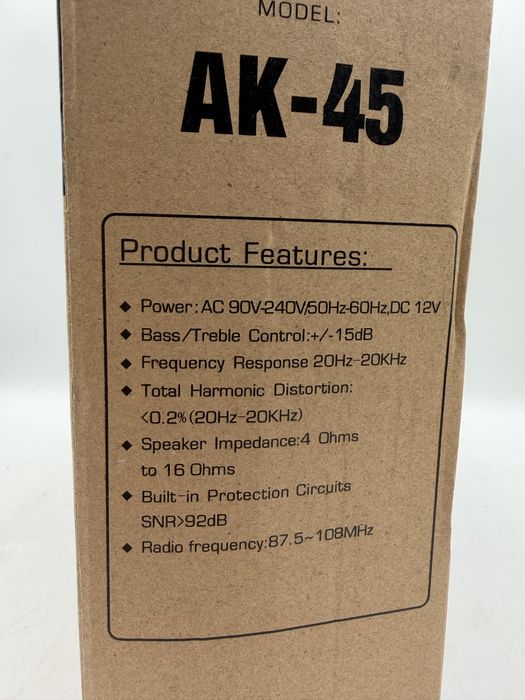 MODEL:
AK-45
Product Features:
◆ Power:AC 90V-240V/50Hz-60Hz,DC 12V
◆ Bass/Treble Control:+/-15dB
◆ Frequency Response 20Hz-20KHz
◆ Total Harmonic Distortion:
<0.2%(20Hz-20KHz)
◆ Speaker Impedance:4 Ohms
to 16 Ohms
◆ Built-in Protection Circuits
SNR>92dB
◆ Radio frequency:87.5~108MHz